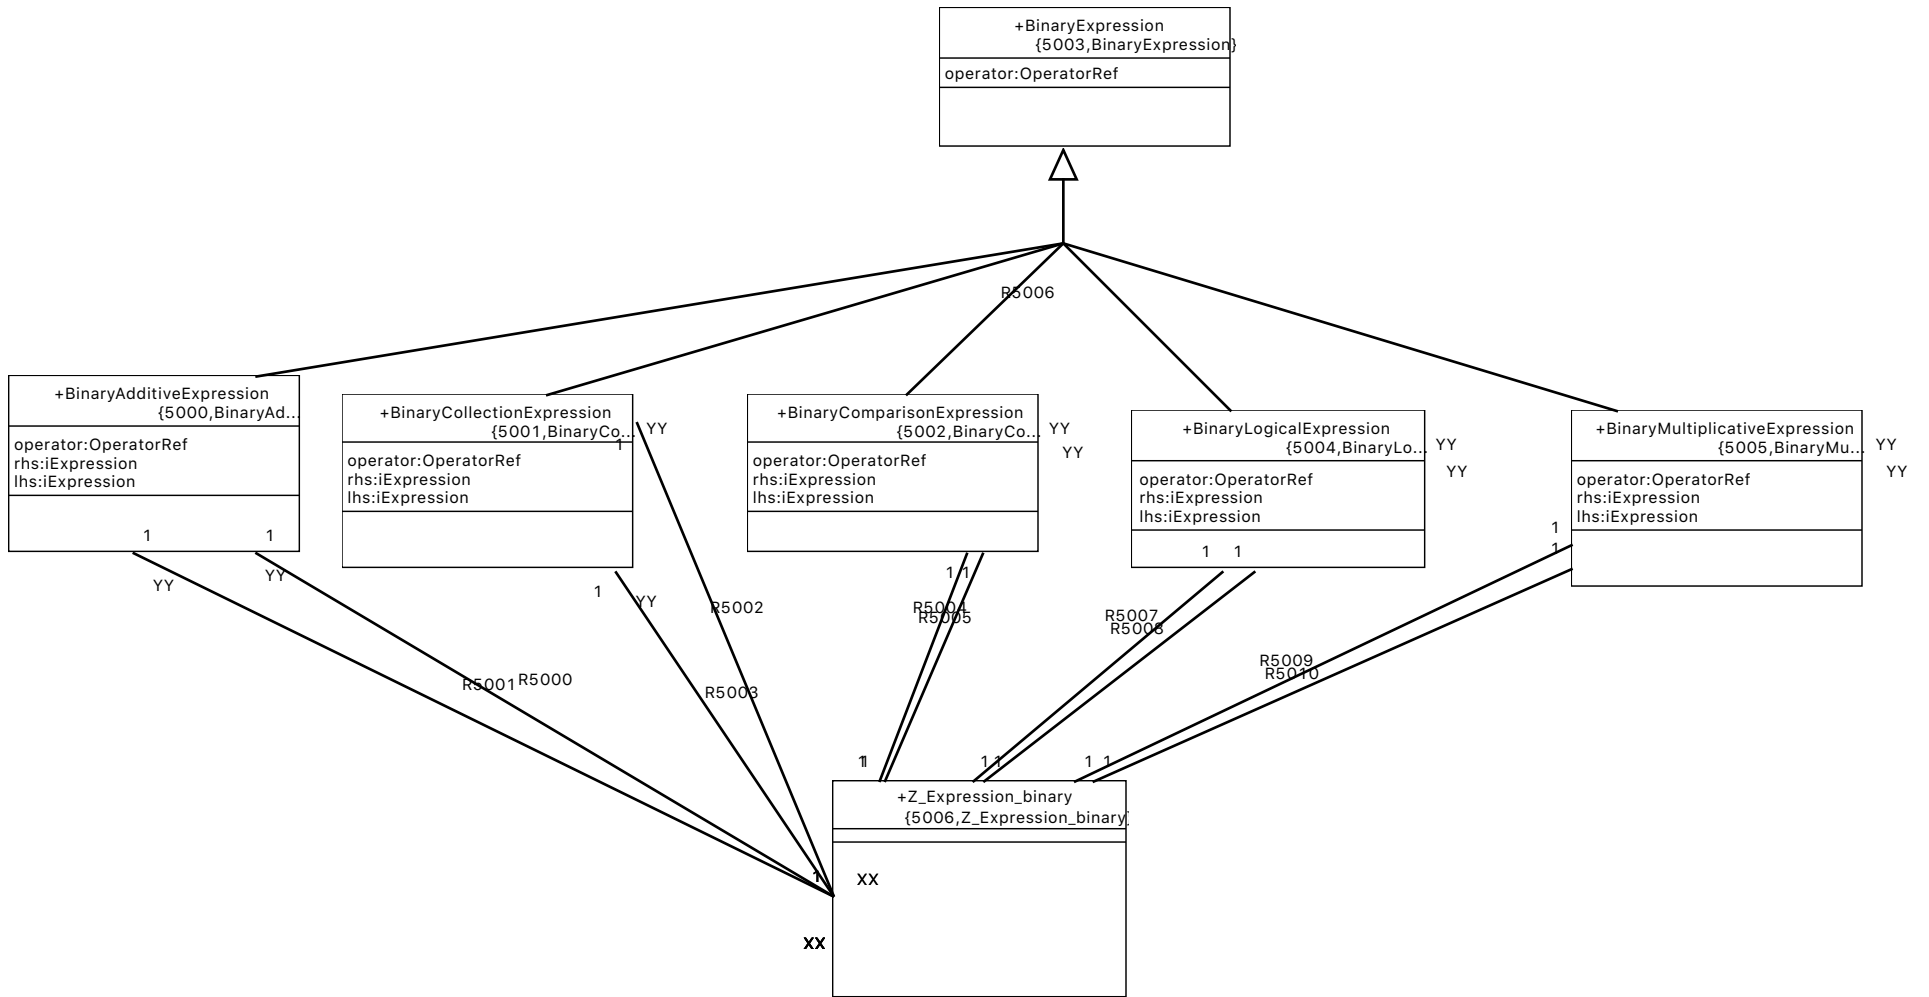 +BinaryExpression
{5003,BinaryExpression}
operator:OperatorRef
R5006
+BinaryAdditiveExpression
{5000,BinaryAd...
operator:OperatorRef
rhs:iExpression
lhs:iExpression
1
1
YY
YY
+BinaryCollectionExpression
{5001,BinaryCo...
operator:OperatorRef
rhs:iExpression
lhs:iExpression
YY
1
1
YY
+BinaryComparisonExpression
{5002,BinaryCo...
operator:OperatorRef
rhs:iExpression
lhs:iExpression
YY
YY
1
1
+BinaryLogicalExpression
{5004,BinaryLo...
operator:OperatorRef
rhs:iExpression
lhs:iExpression
YY
YY
1
1
+BinaryMultiplicativeExpression
{5005,BinaryMu...
operator:OperatorRef
rhs:iExpression
lhs:iExpression
YY
YY
1
1
R5002
R5004
R5005
R5007
R5008
R5009
R5010
R5001
R5000
R5003
1
1
1
1
1
1
+Z_Expression_binary
{5006,Z_Expression_binary}
1
XX
XX